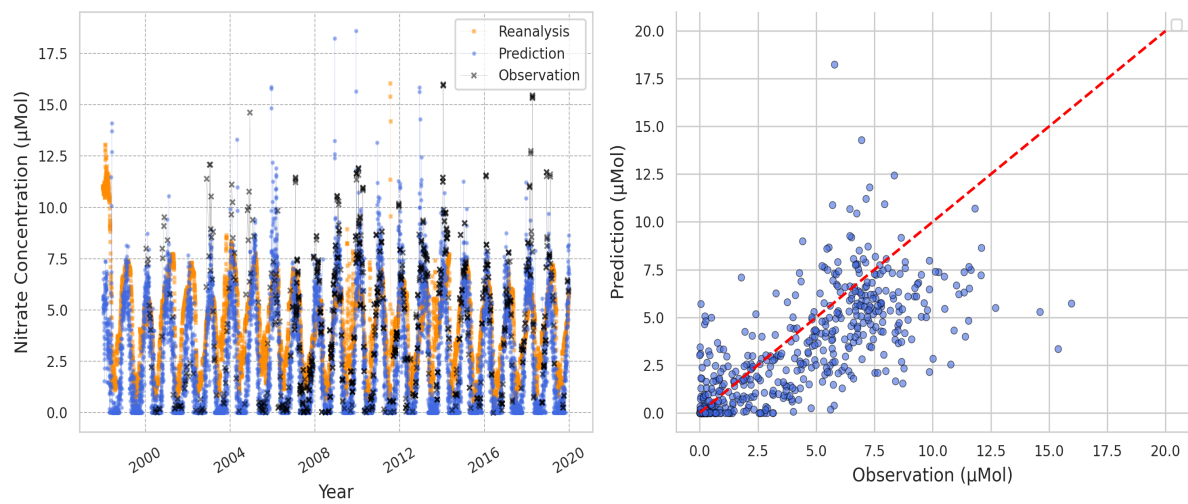 Nitrate Concentration (μMol)
17.5
15.0
12.5
10.0
7.5
5.0
2.5
0.0
Reanalysis
Prediction
Observation
2000
2004
2008
2012
2016
2020
Year
Prediction (μMol)
20.0
17.5
15.0
12.5
10.0
7.5
5.0
2.5
0.0
0.0 2.5 5.0 7.5 10.0 12.5 15.0 17.5 20.0
Observation (μMol)